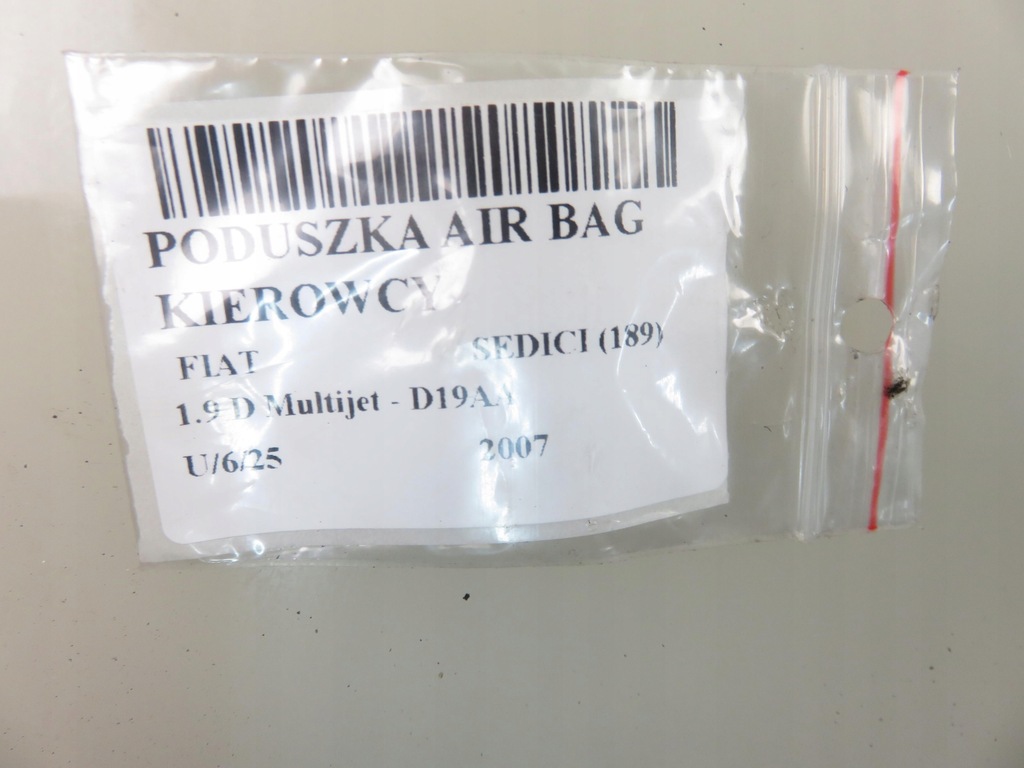 PODUSZKA AIR BAG
KIEROWCY
FIAT SEDICI (189)
1.9 D Multijet - D19AA
U/6/25 2007